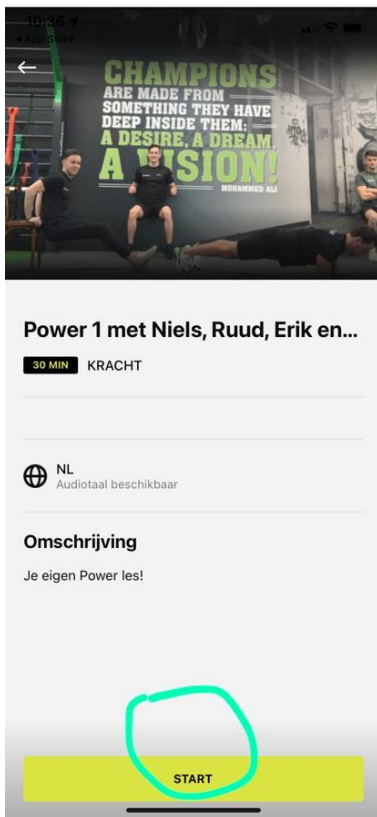 10:36
App Store
CHAMPIONS
ARE MADE FROM
SOMETHING THEY HAVE
DEEP INSIDE THEM:
A DESIRE, A DREAM,
A VISION!
MOHAMMED ALI
Power 1 met Niels, Ruud, Erik en...
30 MIN KRACHT
NL
Audiotaal beschikbaar
Omschrijving
Je eigen Power les!
START